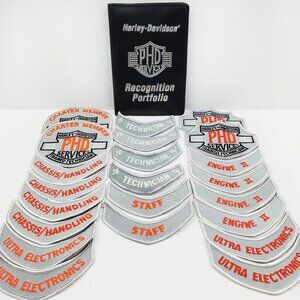 Harley-Davidson
PHD
SERVICE
Recognition
Portfolio
CHARTER MEMBER
CHARTER MEMBER
PHD
SERVICE
CHASSIS/HANDLING
CHASSIS/HANDLING
CHASSIS/HANDLING
ULTRA ELECTRONICS
ULTRA ELECTRONICS
TECHNICIAN
TECHNICIAN
TECHNICIAN
TECHNICIAN
STAFF
STAFF
PHD
SERVICE
ENGINE II
ENGINE II
ENGINE II
ULTRA ELECTRONICS
ULTRA ELECTRONICS